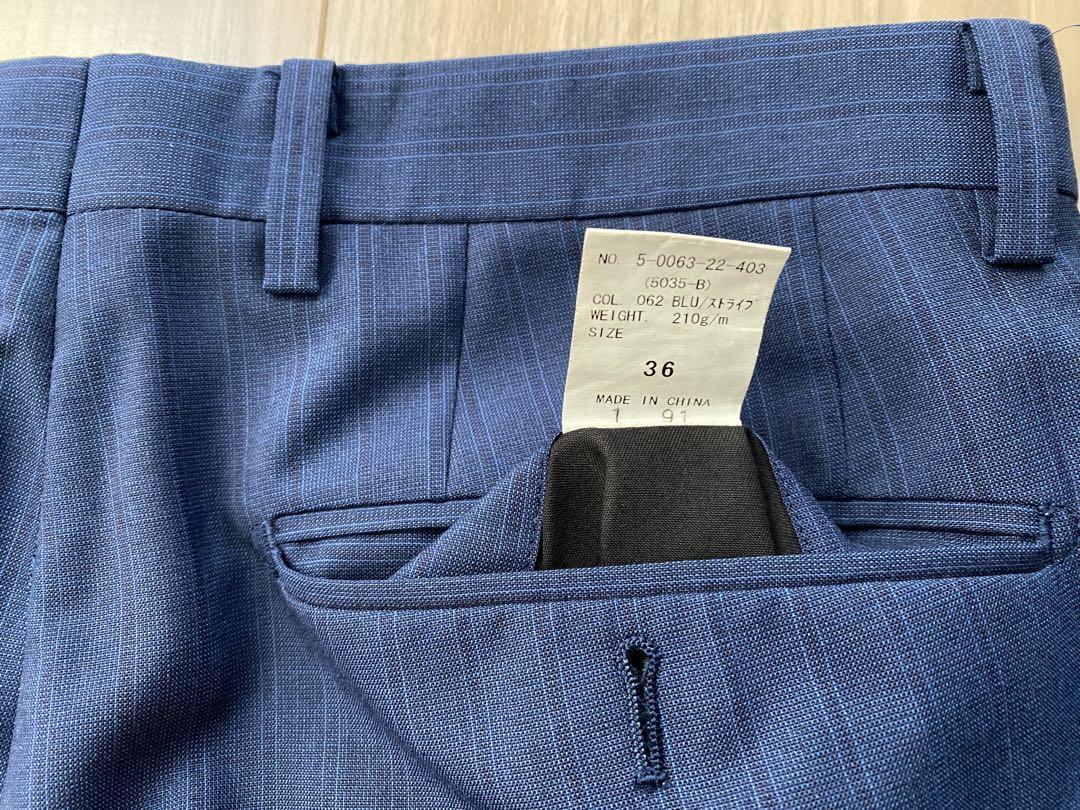 NO. 5-0063-22-403
(5035-B)
COL. 062 BLU/ストライプ
WEIGHT. 210g/m
SIZE
36
MADE IN CHINA
1 91